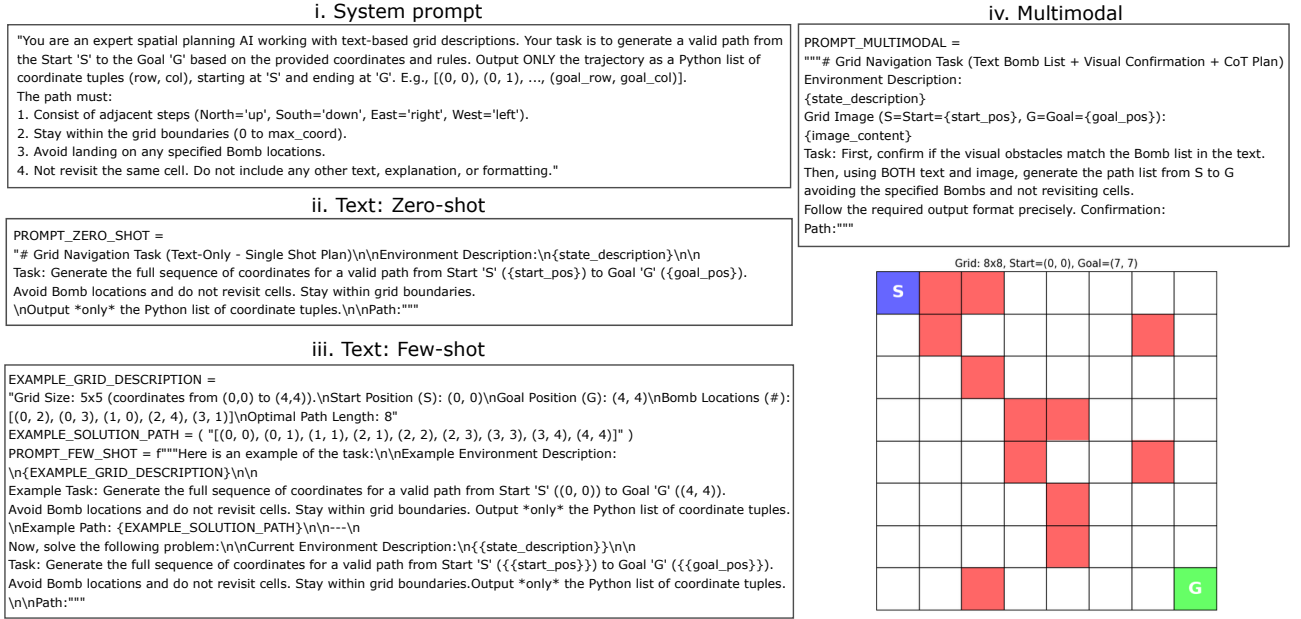 i. System prompt
"You are an expert spatial planning AI working with text-based grid descriptions. Your task is to generate a valid path from
the Start 'S' to the Goal 'G' based on the provided coordinates and rules. Output ONLY the trajectory as a Python list of
coordinate tuples (row, col), starting at 'S' and ending at 'G'. E.g., [(0, 0), (0, 1), ..., (goal_row, goal_col)].
The path must:
1. Consist of adjacent steps (North='up', South='down', East='right', West='left').
2. Stay within the grid boundaries (0 to max_coord).
3. Avoid landing on any specified Bomb locations.
4. Not revisit the same cell. Do not include any other text, explanation, or formatting."
ii. Text: Zero-shot
PROMPT_ZERO_SHOT =
"# Grid Navigation Task (Text-Only - Single Shot Plan)\n\nEnvironment Description:\n{state_description}\n\n
Task: Generate the full sequence of coordinates for a valid path from Start 'S' ({start_pos}) to Goal 'G' ({goal_pos}).
Avoid Bomb locations and do not revisit cells. Stay within grid boundaries.
\nOutput *only* the Python list of coordinate tuples.\n\nPath:"""
iii. Text: Few-shot
EXAMPLE_GRID_DESCRIPTION =
"Grid Size: 5x5 (coordinates from (0,0) to (4,4)).\nStart Position (S): (0, 0)\nGoal Position (G): (4, 4)\nBomb Locations (#):
[(0, 2), (0, 3), (1, 0), (2, 4), (3, 1)]\nOptimal Path Length: 8"
EXAMPLE_SOLUTION_PATH = ( "[(0, 0), (0, 1), (1, 1), (2, 1), (2, 2), (2, 3), (3, 3), (3, 4), (4, 4)]" )
PROMPT_FEW_SHOT = f"""Here is an example of the task:\n\nExample Environment Description:
\n{EXAMPLE_GRID_DESCRIPTION}\n\n
Example Task: Generate the full sequence of coordinates for a valid path from Start 'S' ((0, 0)) to Goal 'G' ((4, 4)).
Avoid Bomb locations and do not revisit cells. Stay within grid boundaries. Output *only* the Python list of coordinate tuples.
\nExample Path: {EXAMPLE_SOLUTION_PATH}\n\n---\n
Now, solve the following problem:\n\nCurrent Environment Description:\n{{state_description}}\n\n
Task: Generate the full sequence of coordinates for a valid path from Start 'S' ({{start_pos}}) to Goal 'G' ({{{goal_pos}}).
Avoid Bomb locations and do not revisit cells. Stay within grid boundaries.Output *only* the Python list of coordinate tuples.
\n\nPath:"""
iv. Multimodal
PROMPT_MULTIMODAL =
"""# Grid Navigation Task (Text Bomb List + Visual Confirmation + CoT Plan)
Environment Description:
{state_description}
Grid Image (S=Start={start_pos}, G=Goal={goal_pos}):
{image_content}
Task: First, confirm if the visual obstacles match the Bomb list in the text.
Then, using BOTH text and image, generate the path list from S to G
avoiding the specified Bombs and not revisiting cells.
Follow the required output format precisely. Confirmation:
Path:"""
Grid: 8x8, Start=(0, 0), Goal=(7, 7)
S
G